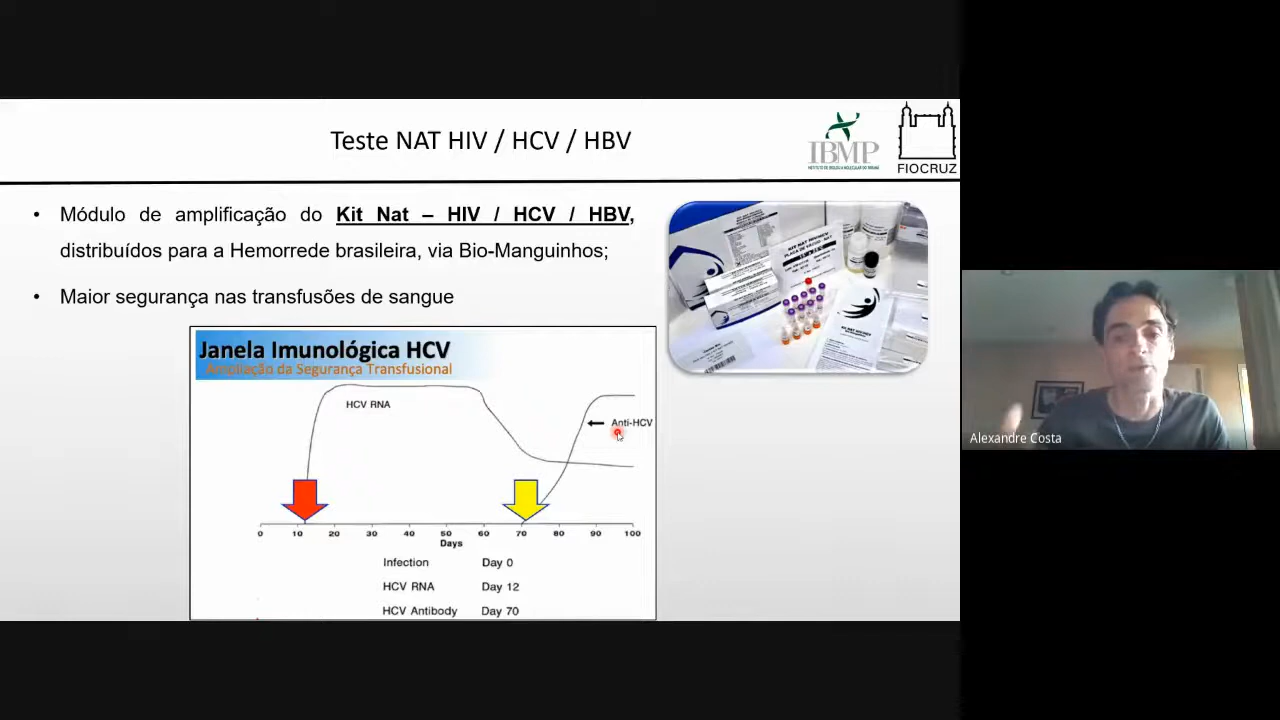 Teste NAT HIV / HCV / HBV
IBMP
FIOCRUZ
• Módulo de amplificação do Kit Nat – HIV / HCV / HBV,
distribuídos para a Hemorrede brasileira, via Bio-Manguinhos;
• Maior segurança nas transfusões de sangue
Janela Imunológica HCV
Ampliação da Segurança Transfusional
HCV RNA
Anti-HCV
0 10 20 30 40 50 60 70 80 90 100
Days
Infection Day 0
HCV RNA Day 12
HCV Antibody Day 70
Alexandre Costa